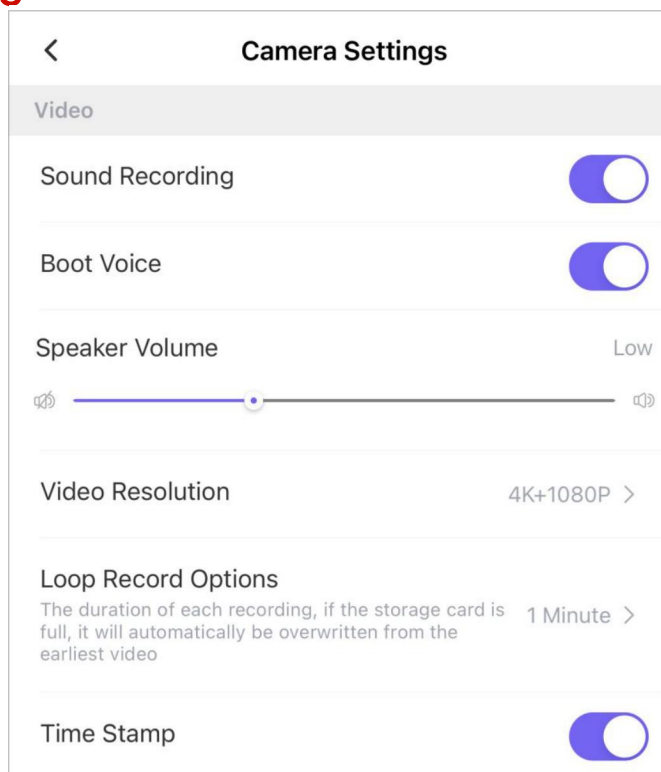 Camera Settings
Video
Sound Recording
Boot Voice
Speaker Volume
Low
Video Resolution
4K+1080P
Loop Record Options
The duration of each recording, if the storage card is
full, it will automatically be overwritten from the
earliest video
1 Minute
Time Stamp